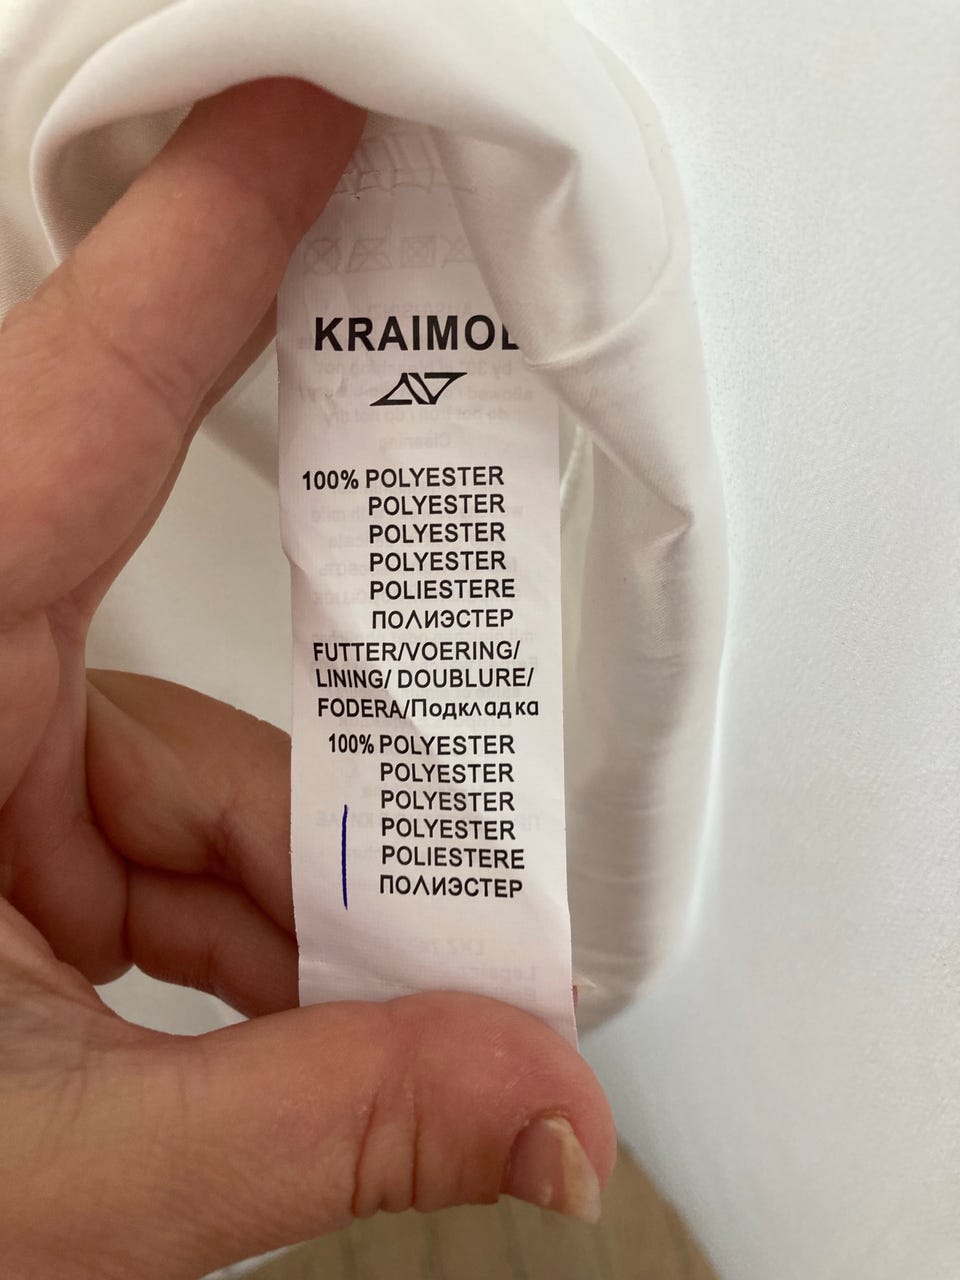 KRAIMOD
100% POLYESTER
POLYESTER
POLYESTER
POLYESTER
POLIESTERE
ПОЛИЭСТЕР
FUTTER/VOERING/
LINING/ DOUBLURE/
FODERA/Подкладка
100% POLYESTER
POLYESTER
POLYESTER
POLYESTER
POLIESTERE
ПОЛИЭСТЕР